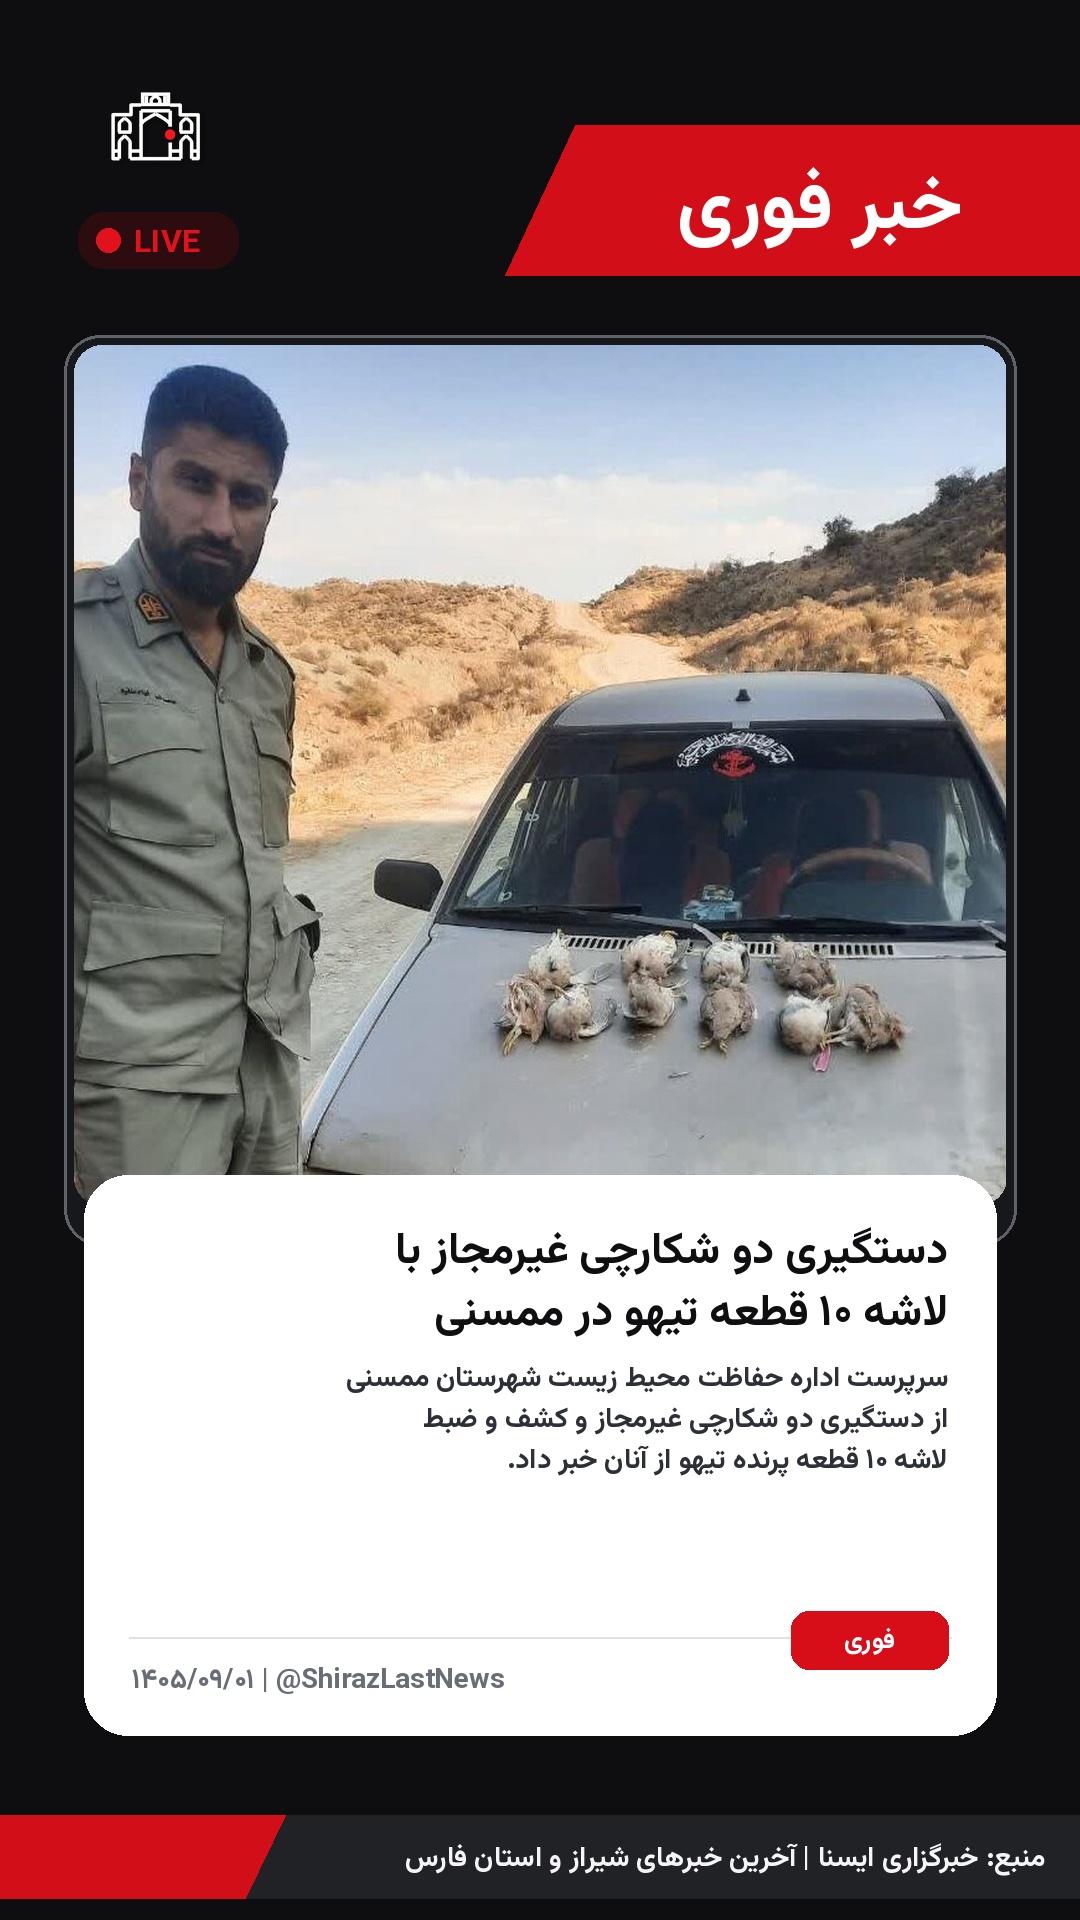 خبر فوری
LIVE
دستگیری دو شکارچی غیرمجاز با
لاشه ۱۰ قطعه تیهو در ممسنی
سرپرست اداره حفاظت محیط زیست شهرستان ممسنی
از دستگیری دو شکارچی غیرمجاز و کشف و ضبط
لاشه ۱۰ قطعه پرنده تیهو از آنان خبر داد.
فوری
۱۴۰۵/۰۹/۰۱ | @ShirazLastNews
منبع: خبرگزاری ایسنا | آخرین خبرهای شیراز و استان فارس